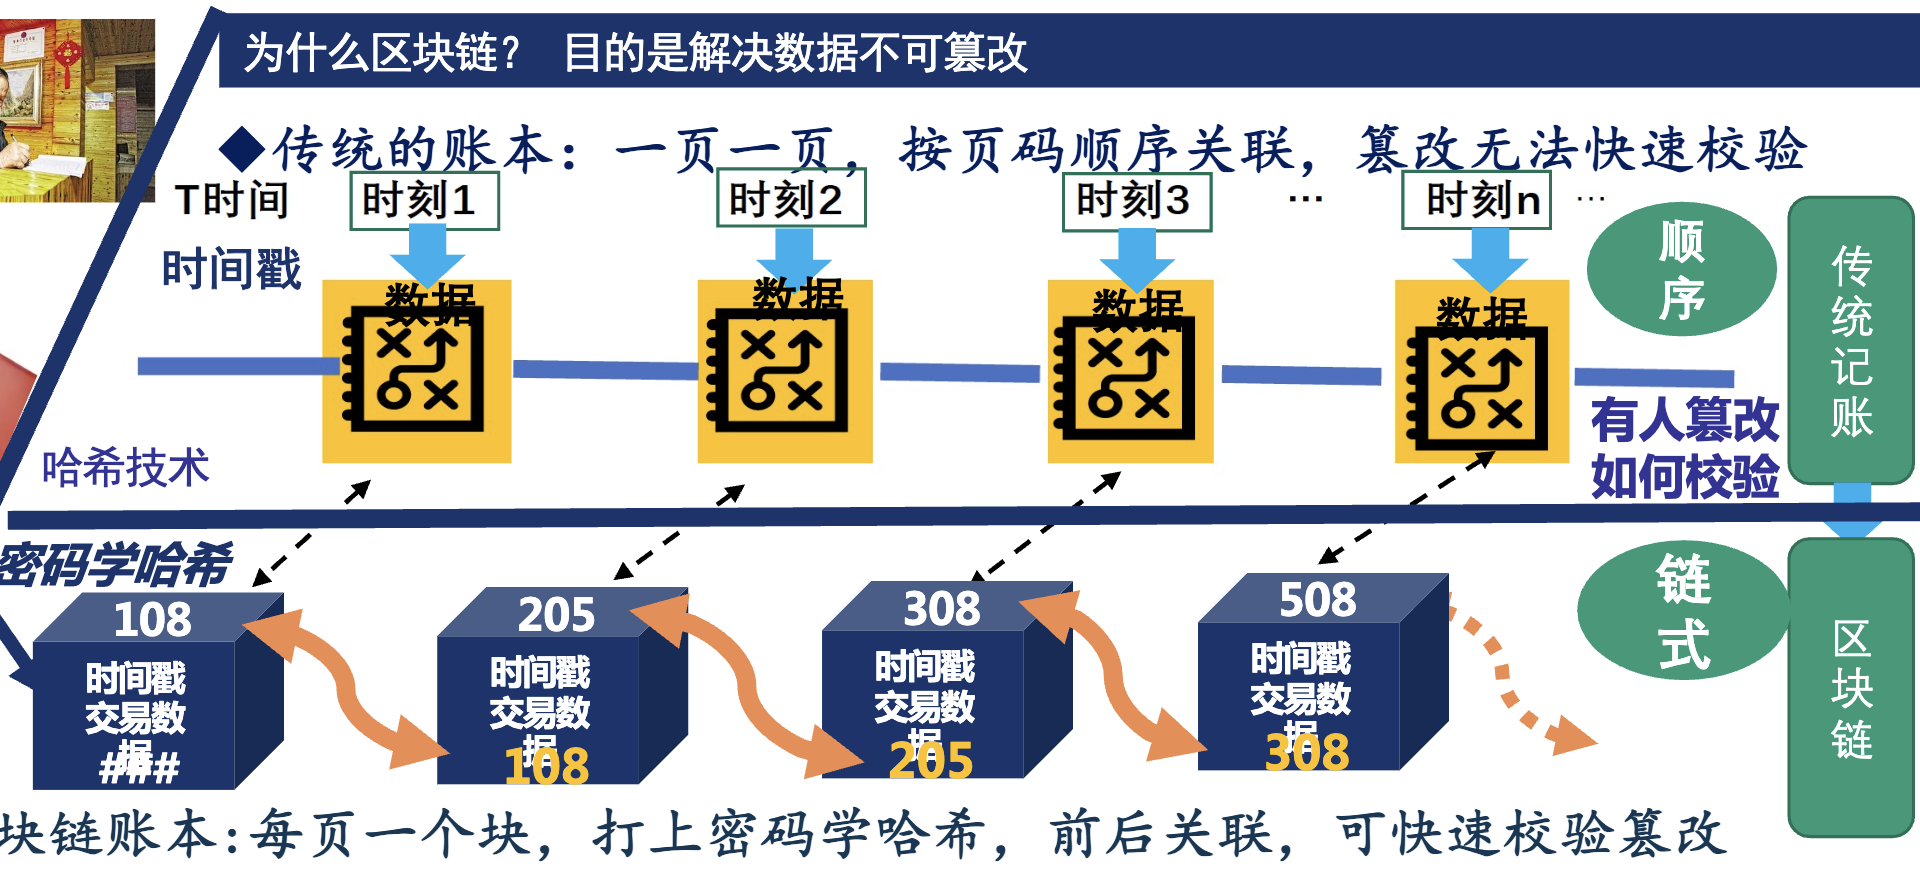 为什么区块链？ 目的是解决数据不可篡改
◆传统的账本：一页一页，按页码顺序关联，篡改无法快速校验
T时间
时刻1
时刻2
时刻3
...
时刻n
...
时间戳
数据
数据
数据
数据
顺
序
传
统
记
账
有人篡改
如何校验
哈希技术
密码学哈希
108
时间戳
交易数
据
###
205
时间戳
交易数
据
108
308
时间戳
交易数
据
205
508
时间戳
交易数
据
308
链
式
区
块
链
块链账本:每页一个块，打上密码学哈希，前后关联，可快速校验篡改